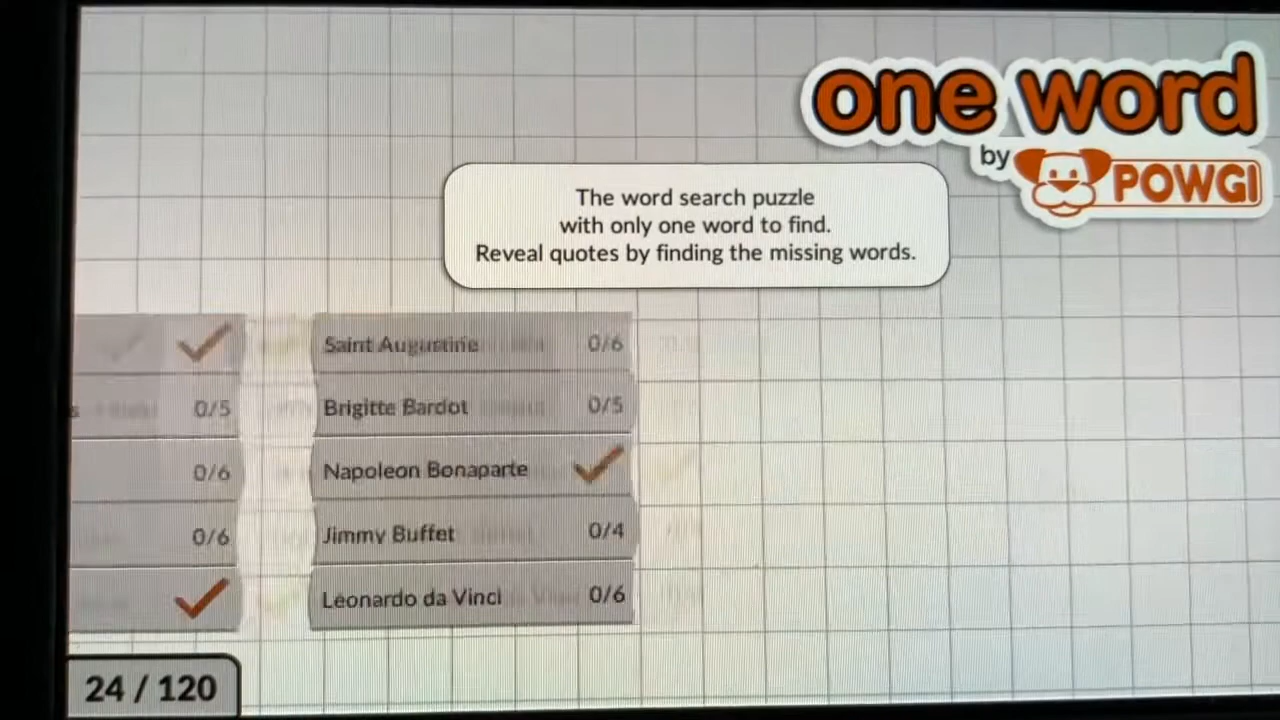 one word
by POWGI
The word search puzzle
with only one word to find.
Reveal quotes by finding the missing words.
Saint Augustine 0/6
s 0/5 Brigitte Bardot 0/5
0/6 Napoleon Bonaparte
0/6 Jimmy Buffet 0/4
Leonardo da Vinci 0/6
24 / 120